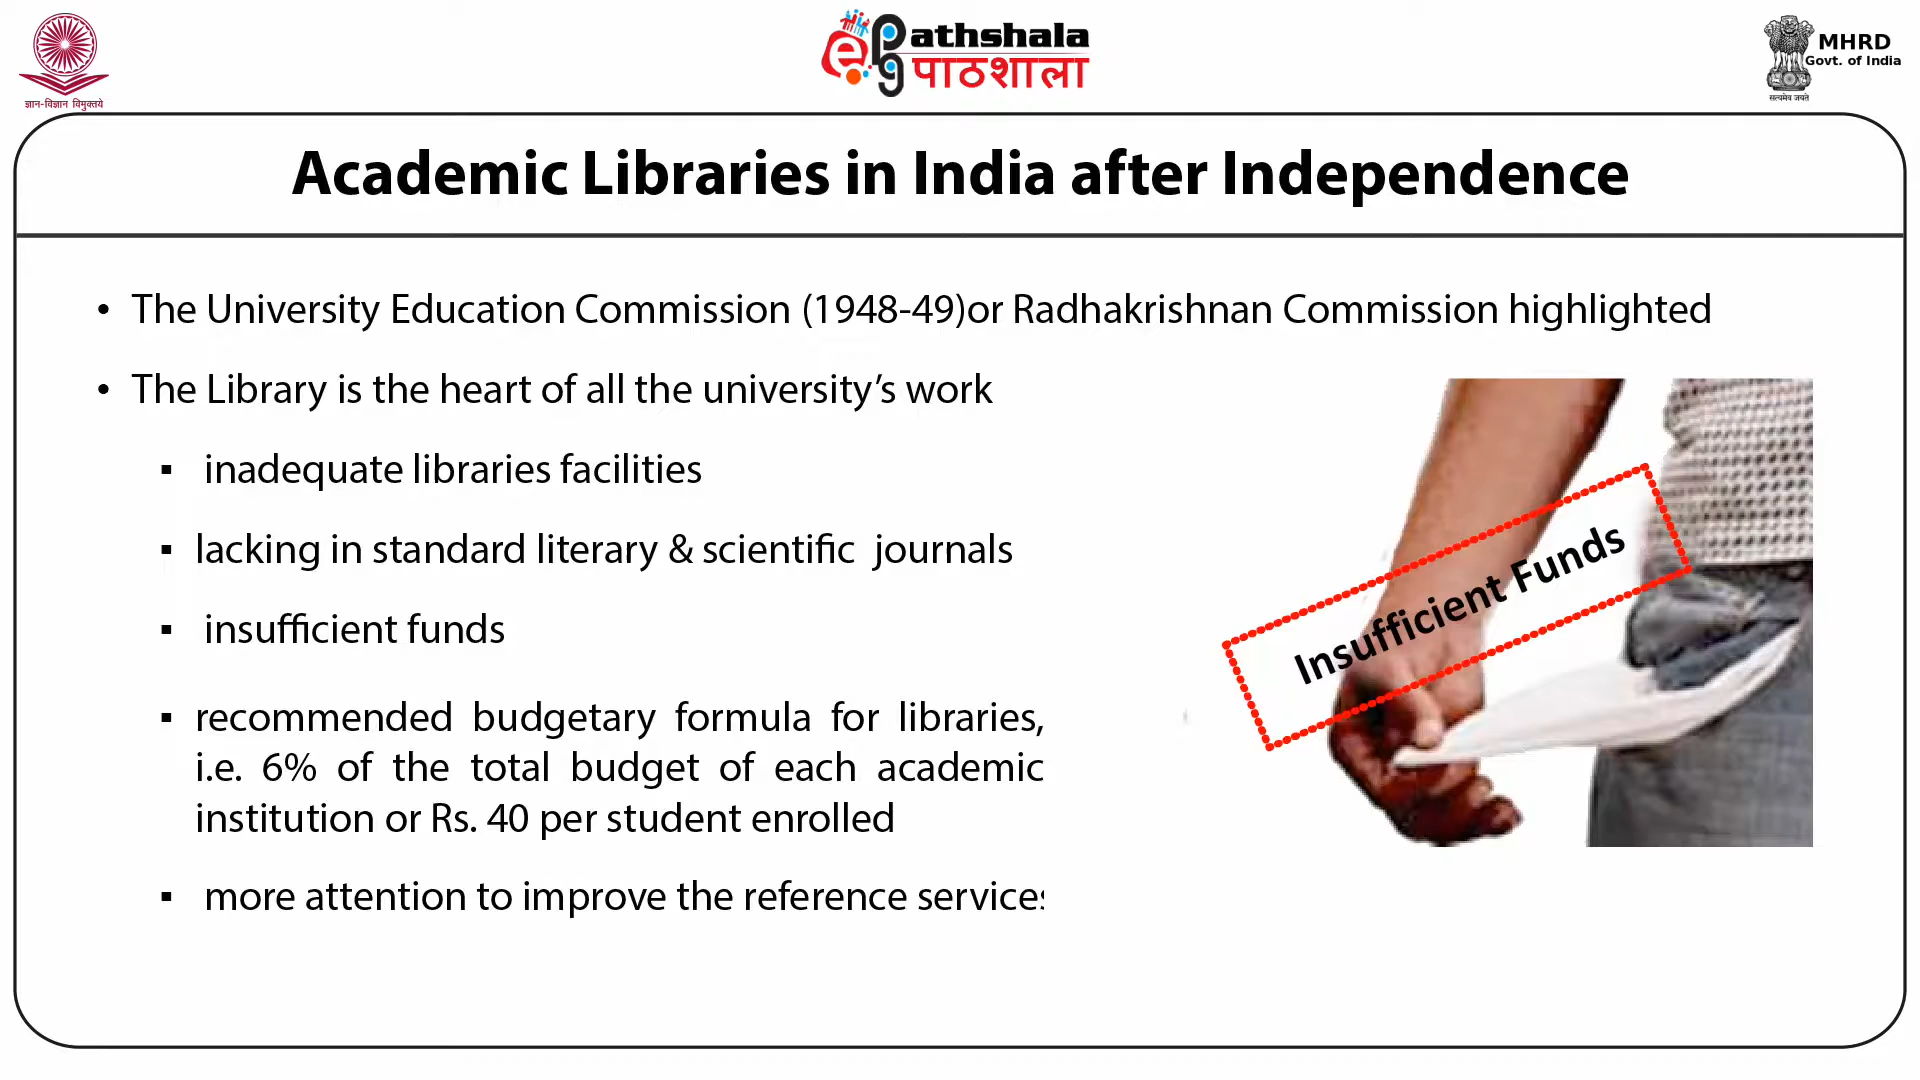 ज्ञान-विज्ञान विमुक्तये
ePathshala
पाठशाला
MHRD
Govt. of India
सत्यमेव जयते
Academic Libraries in India after Independence
• The University Education Commission (1948-49)or Radhakrishnan Commission highlighted
• The Library is the heart of all the university’s work
▪ inadequate libraries facilities
▪ lacking in standard literary & scientific journals
▪ insufficient funds
▪ recommended budgetary formula for libraries,
i.e. 6% of the total budget of each academic
institution or Rs. 40 per student enrolled
▪ more attention to improve the reference services
Insufficient Funds